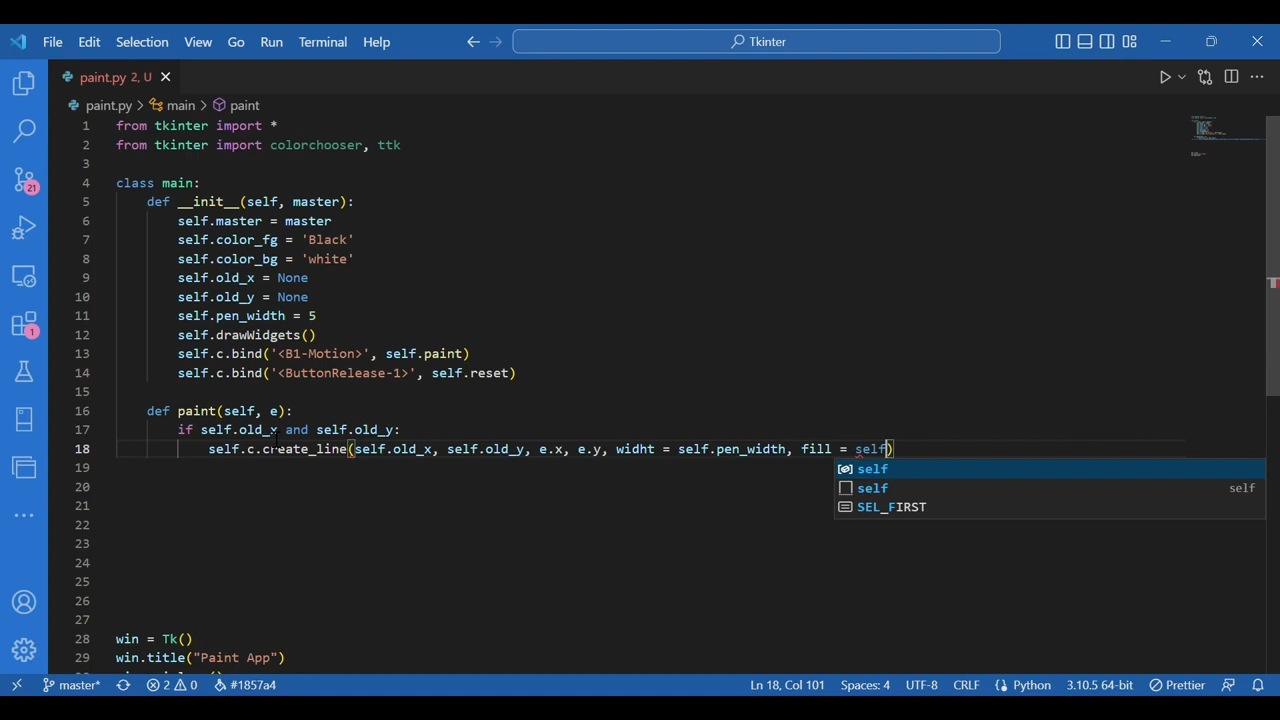 File Edit Selection View Go Run Terminal Help Tkinter
paint.py 2, U
paint.py > main > paint
1 from tkinter import *
2 from tkinter import colorchooser, ttk
3
4 class main:
5 def __init__(self, master):
6 self.master = master
7 self.color_fg = 'Black'
8 self.color_bg = 'white'
9 self.old_x = None
10 self.old_y = None
11 self.pen_width = 5
12 self.drawWidgets()
13 self.c.bind('<B1-Motion>', self.paint)
14 self.c.bind('<ButtonRelease-1>', self.reset)
15
16 def paint(self, e):
17 if self.old_x and self.old_y:
18 self.c.create_line(self.old_x, self.old_y, e.x, e.y, widht = self.pen_width, fill = self)
19 self
20 self self
21 SEL_FIRST
22
23
24
25
26
27
28 win = Tk()
29 win.title("Paint App")
21
1
master* 2 0 #1857a4 Ln 18, Col 101 Spaces: 4 UTF-8 CRLF Python 3.10.5 64-bit Prettier